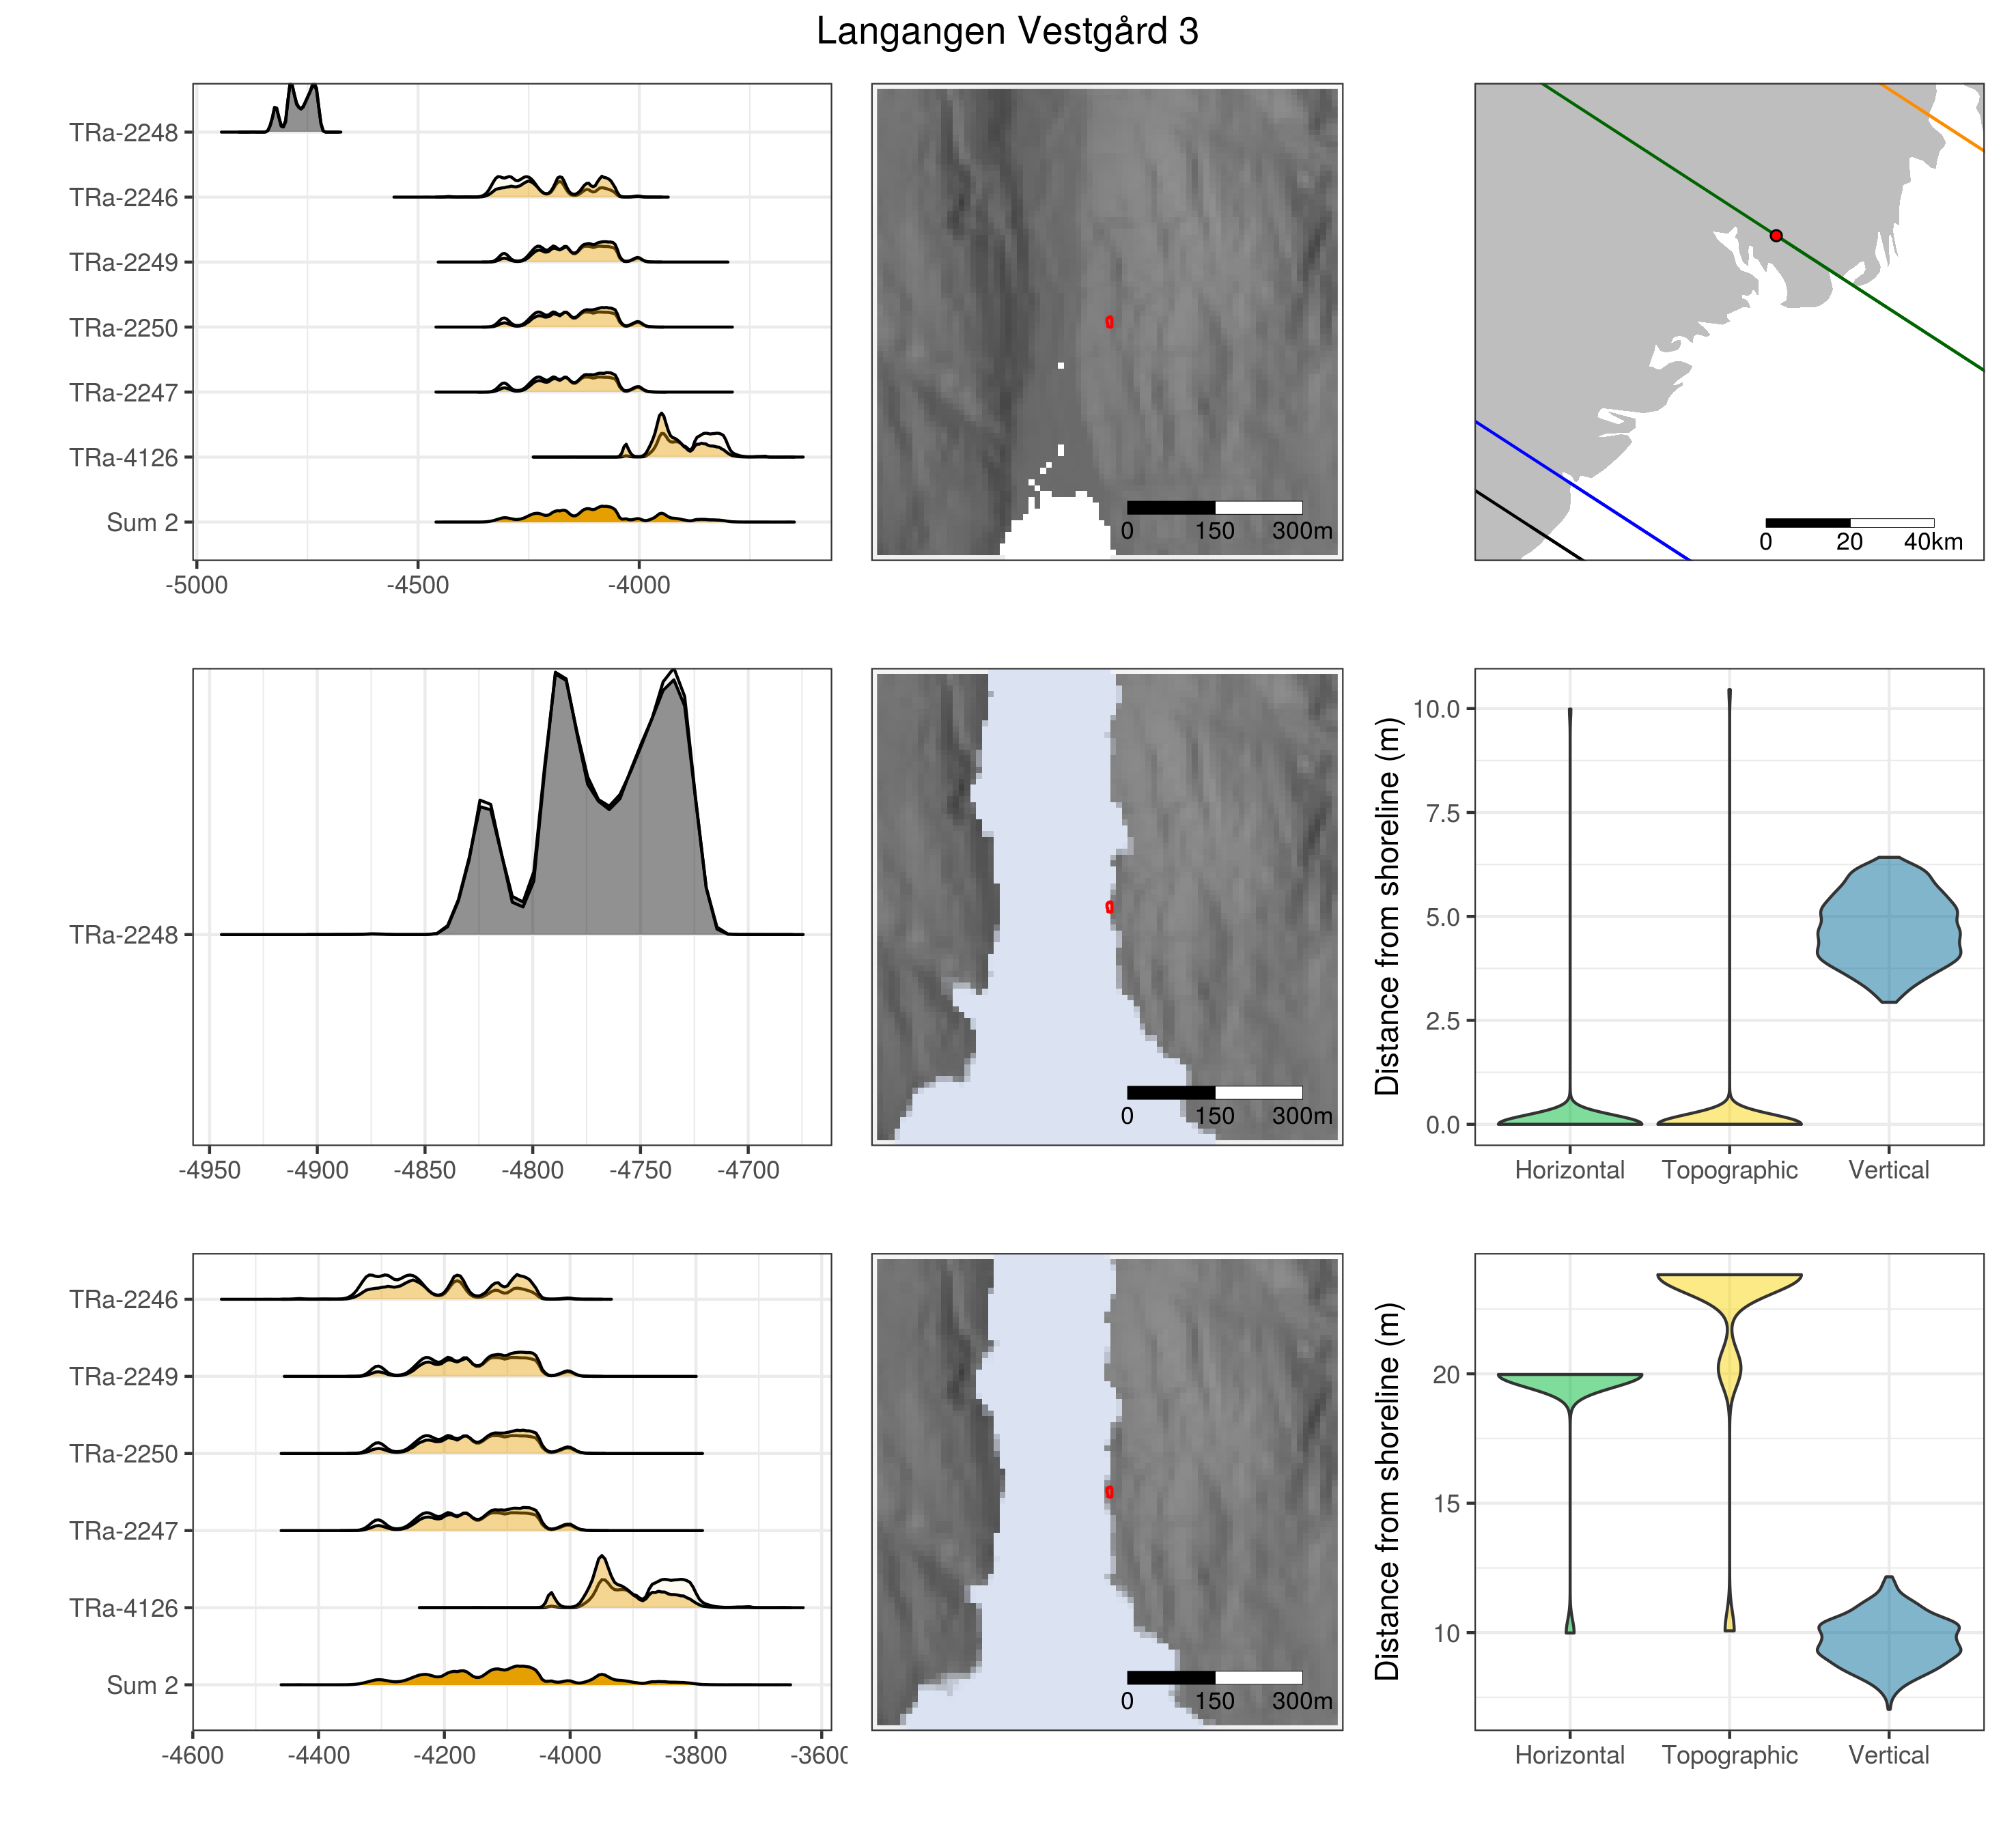 Langangen Vestgård 3
TRa-2248
TRa-2246
TRa-2249
TRa-2250
TRa-2247
TRa-4126
Sum 2
-5000 -4500 -4000
0 150 300m
0 20 40km
TRa-2248
-4950 -4900 -4850 -4800 -4750 -4700
0 150 300m
Distance from shoreline (m)
10.0
7.5
5.0
2.5
0.0
Horizontal Topographic Vertical
TRa-2246
TRa-2249
TRa-2250
TRa-2247
TRa-4126
Sum 2
-4600 -4400 -4200 -4000 -3800 -3600
0 150 300m
Distance from shoreline (m)
20
15
10
Horizontal Topographic Vertical